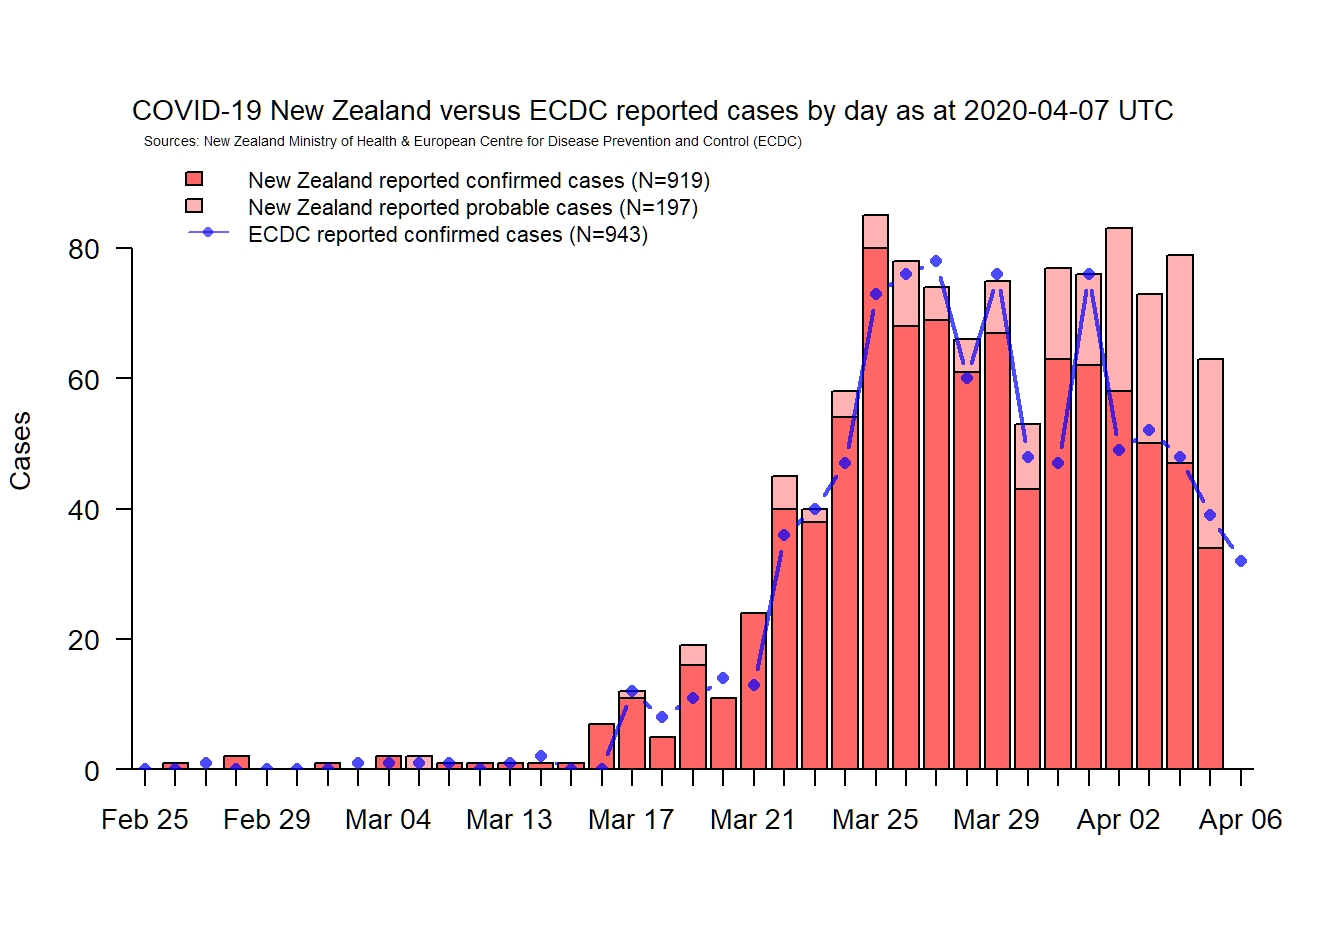 COVID-19 New Zealand versus ECDC reported cases by day as at 2020-04-07 UTC
Sources: New Zealand Ministry of Health & European Centre for Disease Prevention and Control (ECDC)
New Zealand reported confirmed cases (N=919)
New Zealand reported probable cases (N=197)
ECDC reported confirmed cases (N=943)
80
60
40
20
0
Cases
Feb 25 Feb 29 Mar 04 Mar 13 Mar 17 Mar 21 Mar 25 Mar 29 Apr 02 Apr 06